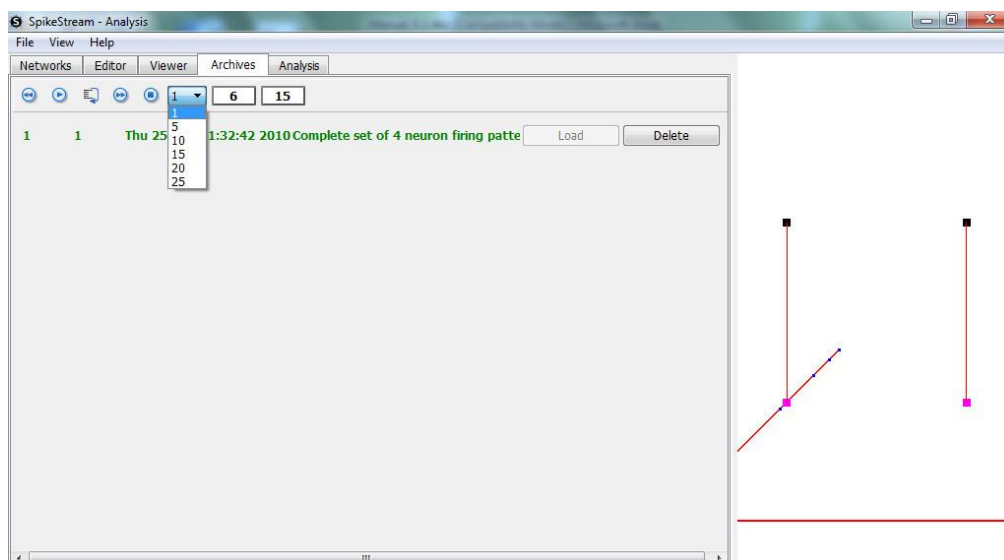 SpikeStream - Analysis
File View Help
Networks Editor Viewer Archives Analysis
1 6 15
1
5
10
15
20
25
1 1 Thu 25 1:32:42 2010 Complete set of 4 neuron firing patte Load Delete